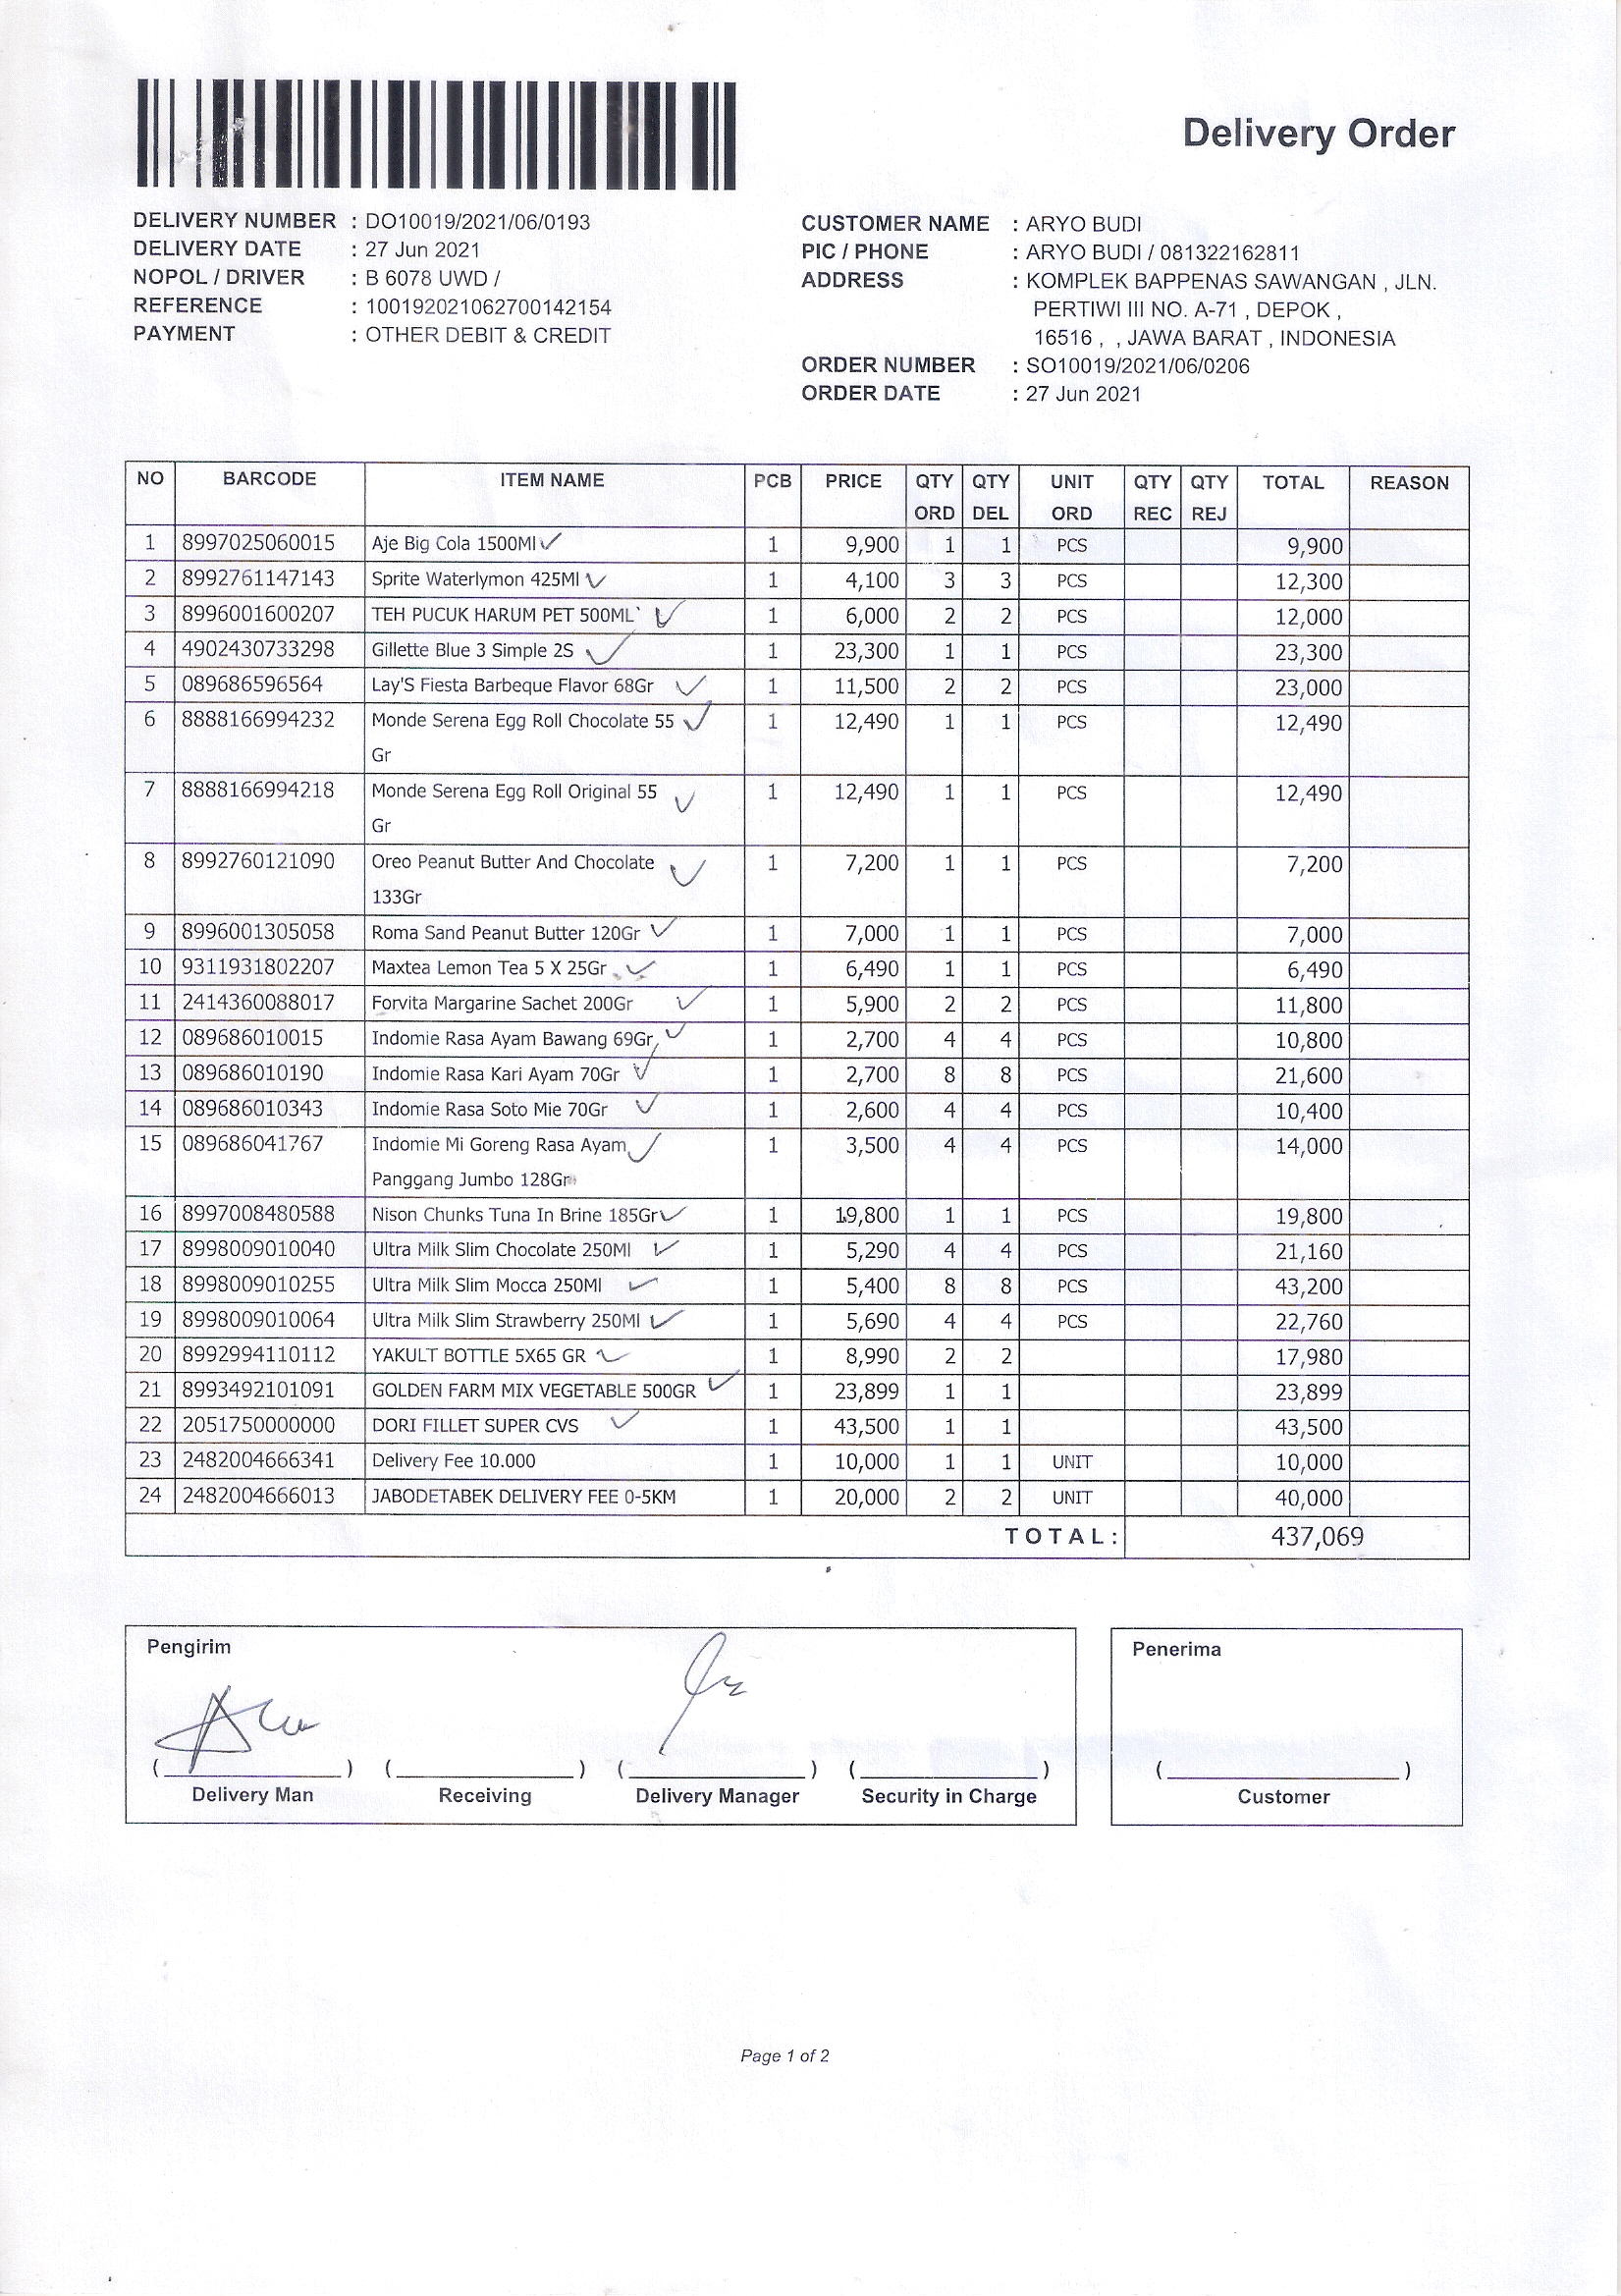 Delivery Order
DELIVERY NUMBER : DO10019/2021/06/0193
DELIVERY DATE : 27 Jun 2021
NOPOL / DRIVER : B 6078 UWD /
REFERENCE : 100192021062700142154
PAYMENT : OTHER DEBIT & CREDIT
CUSTOMER NAME : ARYO BUDI
PIC / PHONE : ARYO BUDI / 081322162811
ADDRESS : KOMPLEK BAPPENAS SAWANGAN , JLN.
PERTIWI III NO. A-71 , DEPOK ,
16516 , , JAWA BARAT , INDONESIA
ORDER NUMBER : SO10019/2021/06/0206
ORDER DATE : 27 Jun 2021
NO BARCODE ITEM NAME PCB PRICE QTY QTY UNIT QTY QTY TOTAL REASON
ORD DEL ORD REC REJ
1 8997025060015 Aje Big Cola 1500Ml 1 9,900 1 1 PCS 9,900
2 8992761147143 Sprite Waterlymon 425Ml 1 4,100 3 3 PCS 12,300
3 8996001600207 TEH PUCUK HARUM PET 500ML` 1 6,000 2 2 PCS 12,000
4 4902430733298 Gillette Blue 3 Simple 2S 1 23,300 1 1 PCS 23,300
5 089686596564 Lay'S Fiesta Barbeque Flavor 68Gr 1 11,500 2 2 PCS 23,000
6 8888166994232 Monde Serena Egg Roll Chocolate 55 1 12,490 1 1 PCS 12,490
Gr
7 8888166994218 Monde Serena Egg Roll Original 55 1 12,490 1 1 PCS 12,490
Gr
8 8992760121090 Oreo Peanut Butter And Chocolate 1 7,200 1 1 PCS 7,200
133Gr
9 8996001305058 Roma Sand Peanut Butter 120Gr 1 7,000 1 1 PCS 7,000
10 9311931802207 Maxtea Lemon Tea 5 X 25Gr 1 6,490 1 1 PCS 6,490
11 2414360088017 Forvita Margarine Sachet 200Gr 1 5,900 2 2 PCS 11,800
12 089686010015 Indomie Rasa Ayam Bawang 69Gr 1 2,700 4 4 PCS 10,800
13 089686010190 Indomie Rasa Kari Ayam 70Gr 1 2,700 8 8 PCS 21,600
14 089686010343 Indomie Rasa Soto Mie 70Gr 1 2,600 4 4 PCS 10,400
15 089686041767 Indomie Mi Goreng Rasa Ayam 1 3,500 4 4 PCS 14,000
Panggang Jumbo 128Gr
16 8997008480588 Nison Chunks Tuna In Brine 185Gr 1 19,800 1 1 PCS 19,800
17 8998009010040 Ultra Milk Slim Chocolate 250Ml 1 5,290 4 4 PCS 21,160
18 8998009010255 Ultra Milk Slim Mocca 250Ml 1 5,400 8 8 PCS 43,200
19 8998009010064 Ultra Milk Slim Strawberry 250Ml 1 5,690 4 4 PCS 22,760
20 8992994110112 YAKULT BOTTLE 5X65 GR 1 8,990 2 2 17,980
21 8993492101091 GOLDEN FARM MIX VEGETABLE 500GR 1 23,899 1 1 23,899
22 2051750000000 DORI FILLET SUPER CVS 1 43,500 1 1 43,500
23 2482004666341 Delivery Fee 10.000 1 10,000 1 1 UNIT 10,000
24 2482004666013 JABODETABEK DELIVERY FEE 0-5KM 1 20,000 2 2 UNIT 40,000
TOTAL: 437,069
Pengirim
( ) ( ) ( ) ( )
Delivery Man Receiving Delivery Manager Security in Charge
Penerima
( )
Customer
Page 1 of 2